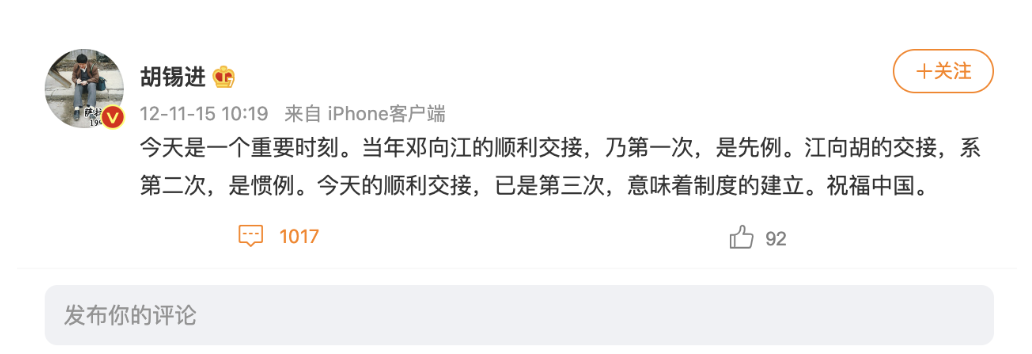 胡锡进
+关注
12-11-15 10:19 来自 iPhone客户端
今天是一个重要时刻。当年邓向江的顺利交接，乃第一次，是先例。江向胡的交接，系
第二次，是惯例。今天的顺利交接，已是第三次，意味着制度的建立。祝福中国。
1017
92
发布你的评论